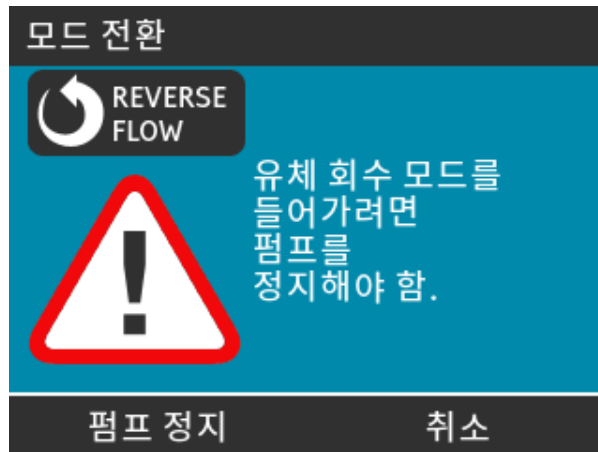 모드 전환
REVERSE
FLOW
유체 회수 모드를
들어가려면
펌프를
정지해야 함.
펌프 정지
취소